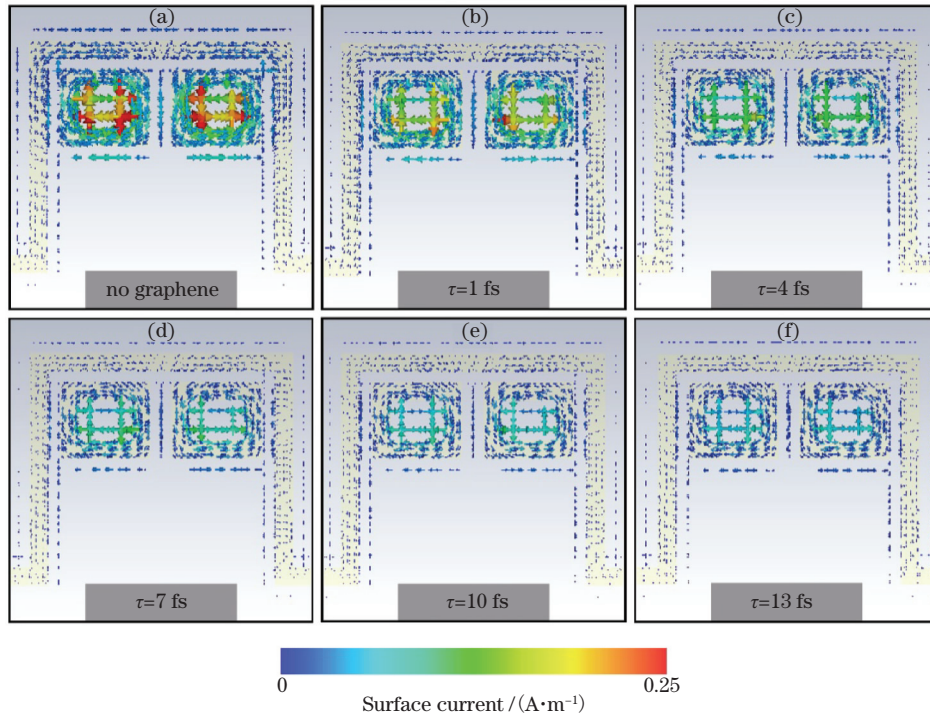 (a)
(b)
(c)
no graphene
τ=1 fs
τ=4 fs
(d)
(e)
(f)
τ=7 fs
τ=10 fs
τ=13 fs
0
0.25
Surface current / (A·m⁻¹)